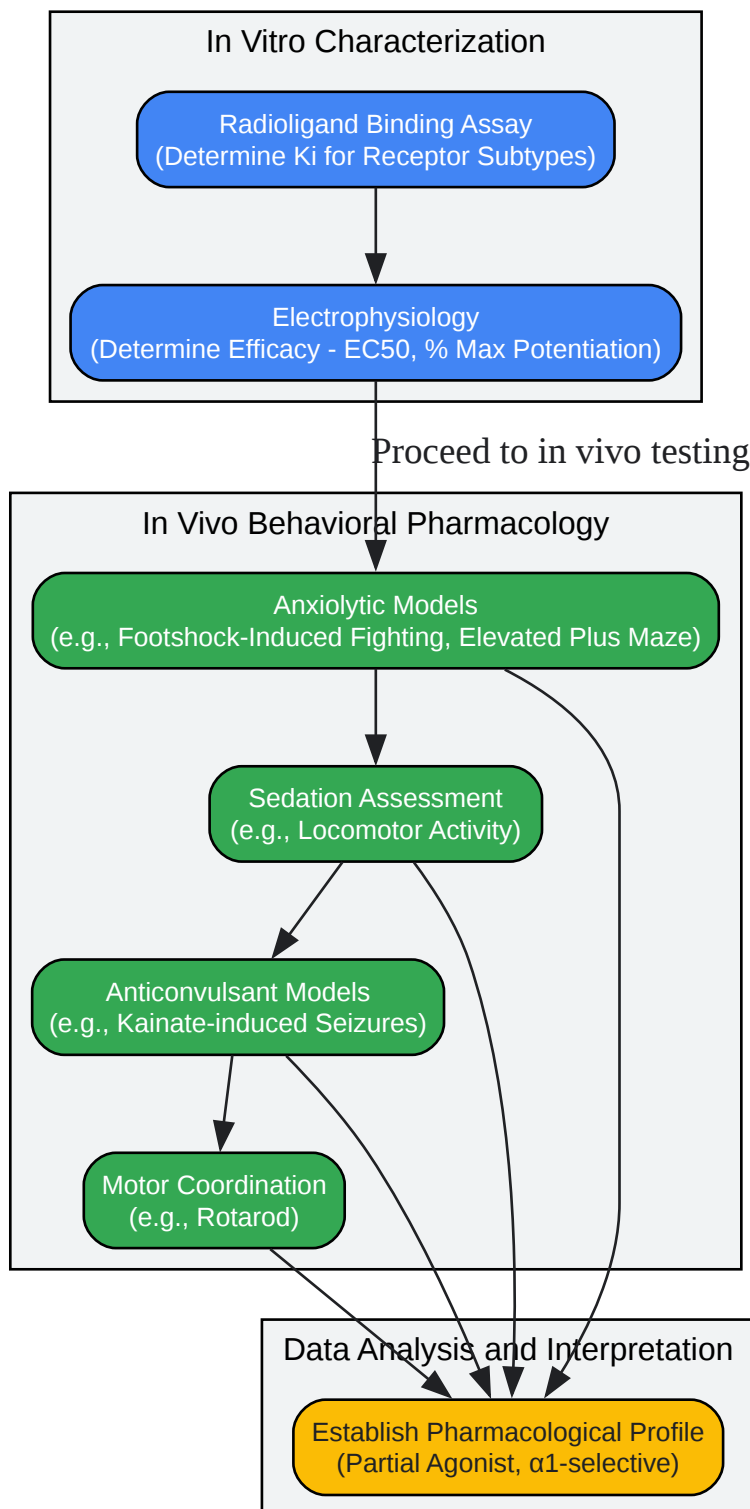 In Vitro Characterization
Radioligand Binding Assay
(Determine Ki for Receptor Subtypes)
Electrophysiology
(Determine Efficacy - EC50, % Max Potentiation)
Proceed to in vivo testing
In Vivo Behavioral Pharmacology
Anxiolytic Models
(e.g., Footshock-Induced Fighting, Elevated Plus Maze)
Sedation Assessment
(e.g., Locomotor Activity)
Anticonvulsant Models
(e.g., Kainate-induced Seizures)
Motor Coordination
(e.g., Rotarod)
Data Analysis and Interpretation
Establish Pharmacological Profile
(Partial Agonist, α1-selective)